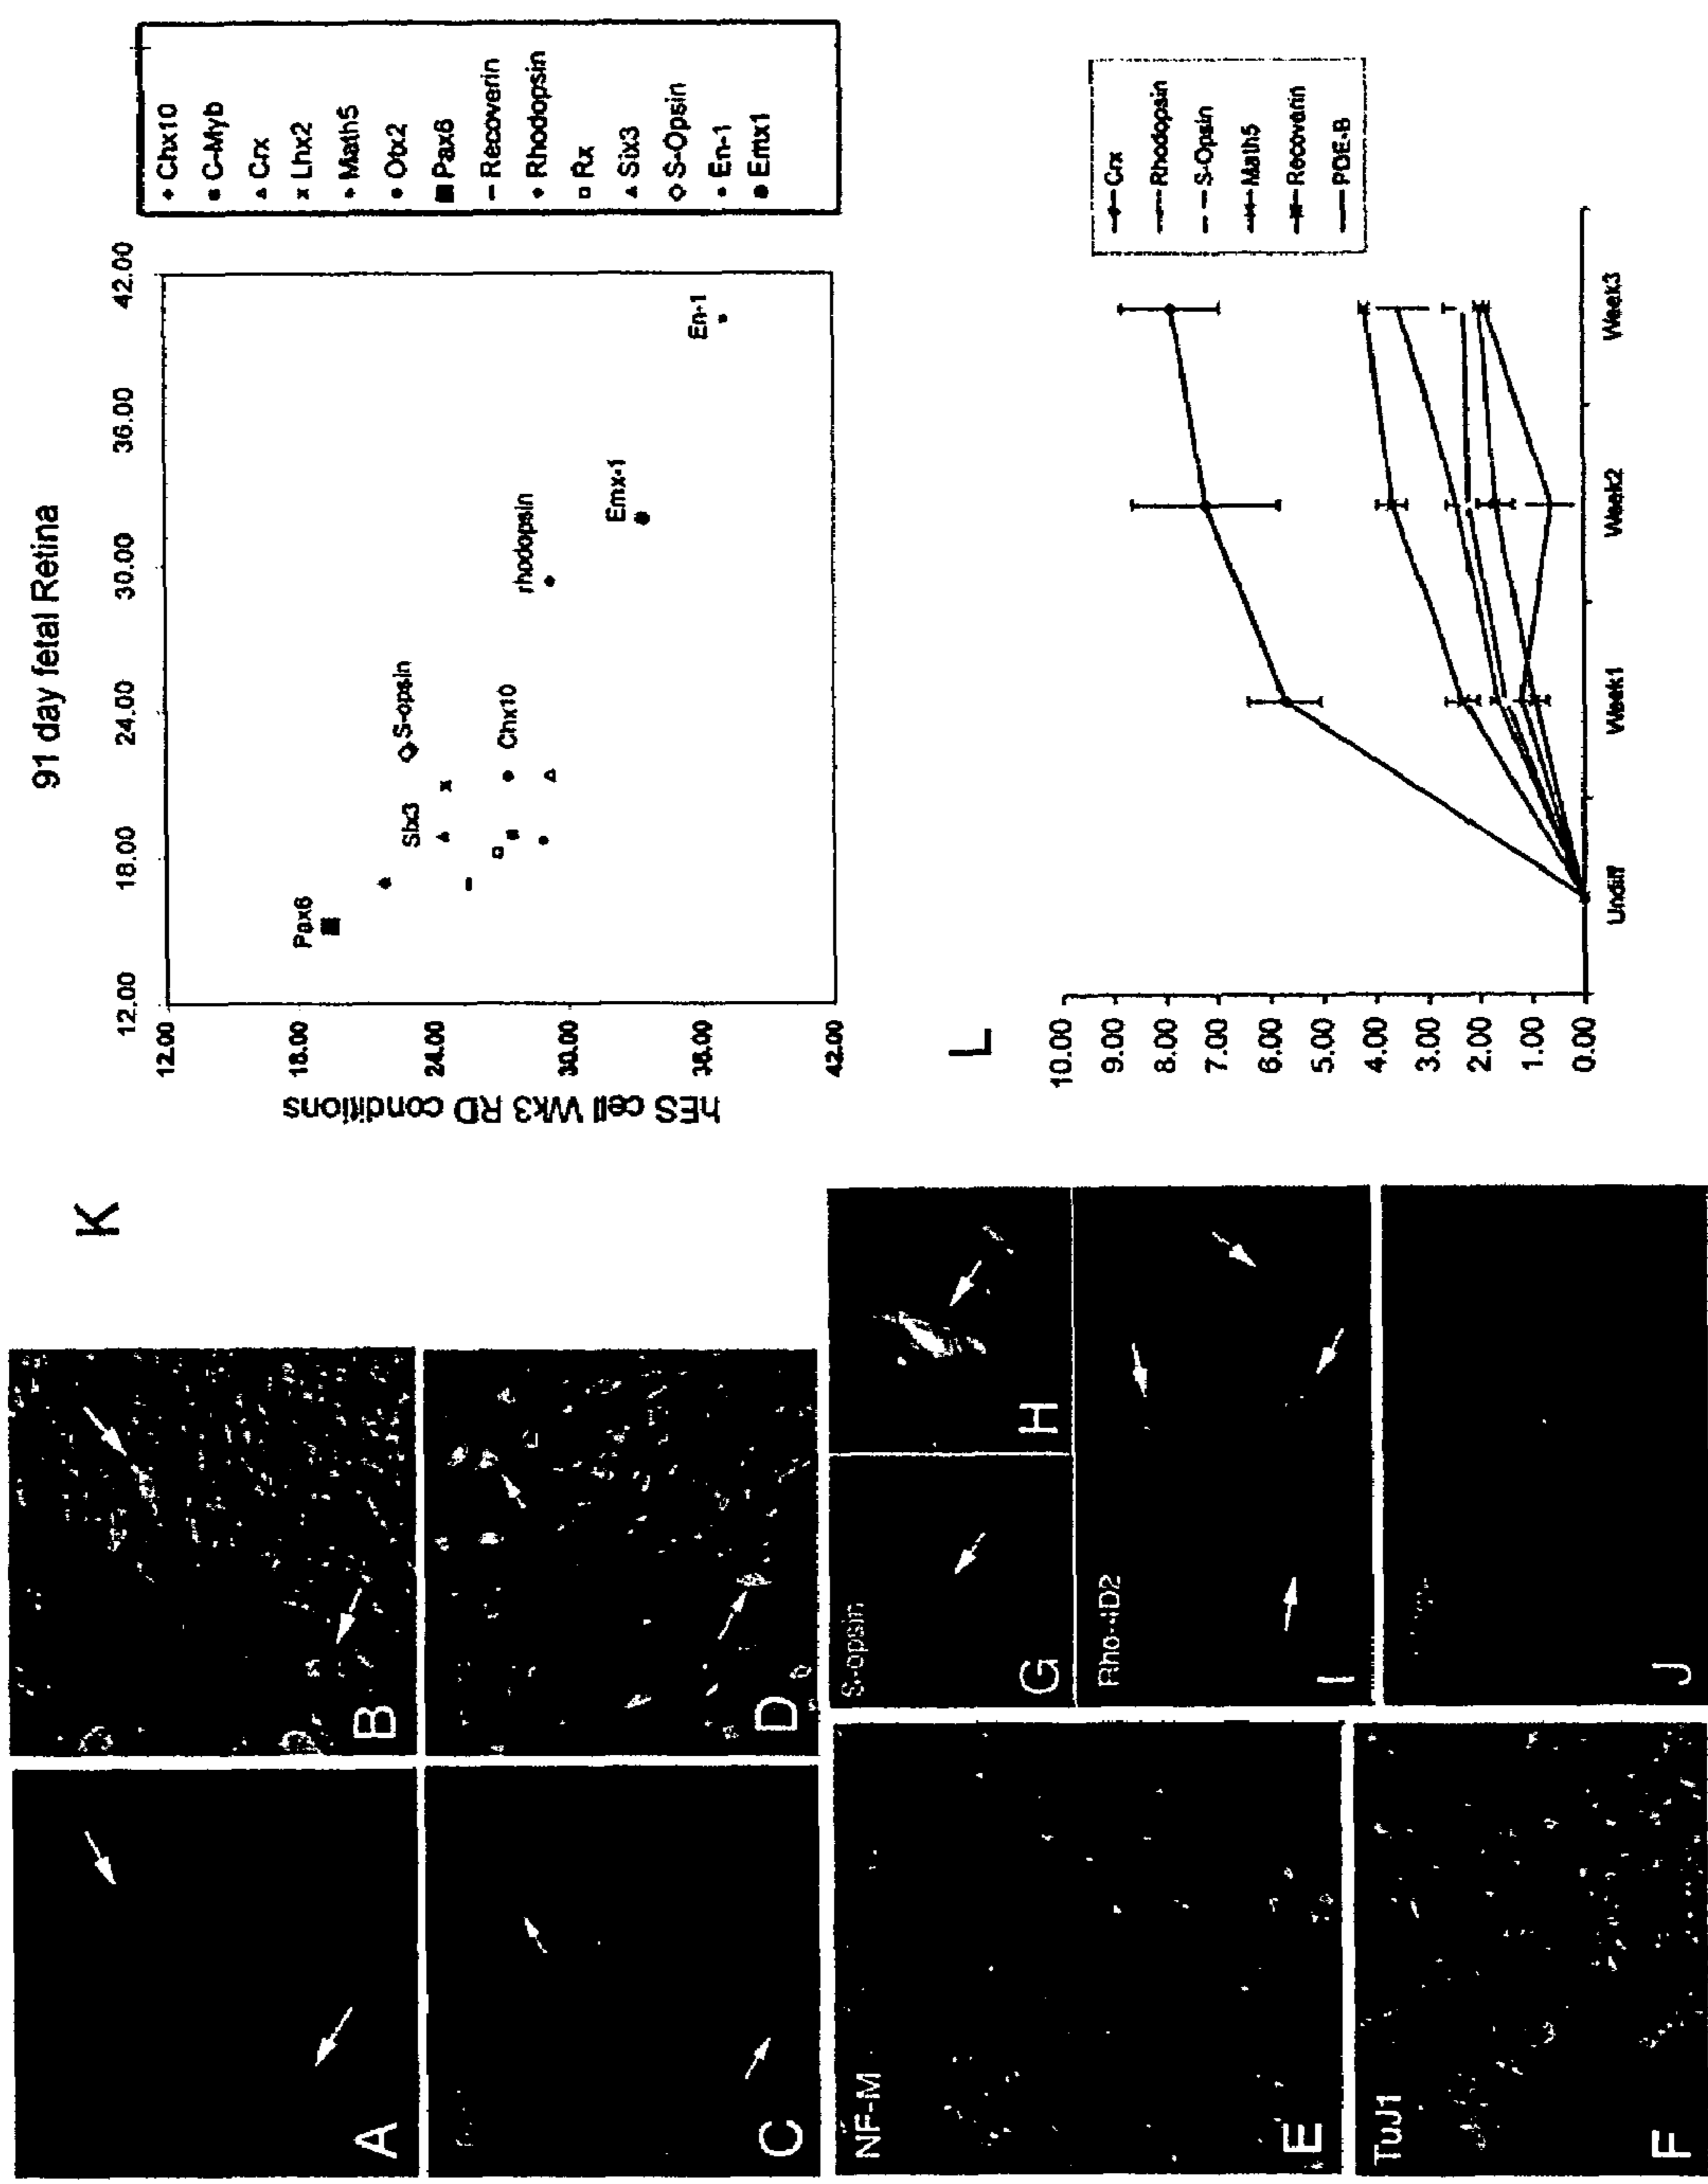 A
B
C
D
NF-M
E
TuJ1
F
S-opsin
G
H
Rho-4D2
I
J
K
91 day fetal Retina
12.00
18.00
24.00
30.00
36.00
42.00
12.00
18.00
24.00
30.00
36.00
42.00
hES cell Wk3 RD conditions
Pax6
Six3
S-opsin
Chx10
rhodopsin
Emx-1
En-1
Chx10
C-Myb
Crx
Lhx2
Math5
Otx2
Pax6
Recoverin
Rhodopsin
Rx
Six3
S-Opsin
En-1
Emx1
L
10.00
9.00
8.00
7.00
6.00
5.00
4.00
3.00
2.00
1.00
0.00
Undiff
Week1
Week2
Week3
Crx
Rhodopsin
S-Opsin
Math5
Recoverin
PDE-B